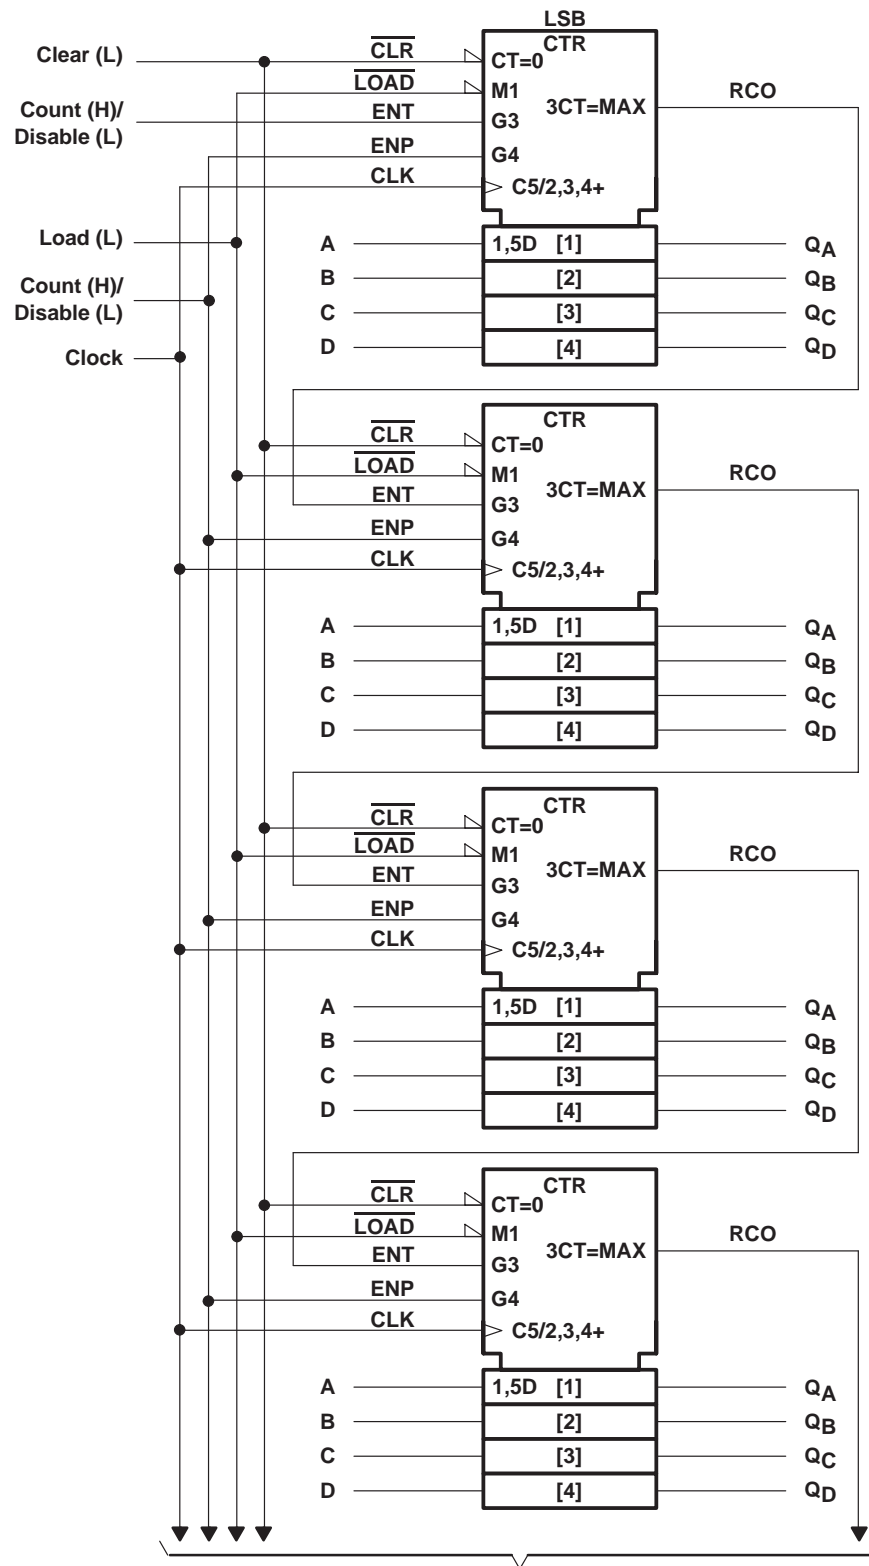 LSB
CTR
Clear (L)
CLR
CT=0
LOAD
M1
3CT=MAX
RCO
Count (H)/
Disable (L)
ENT
G3
ENP
G4
CLK
C5/2,3,4+
Load (L)
A
1,5D [1]
QA
Count (H)/
Disable (L)
B
[2]
QB
C
[3]
QC
Clock
D
[4]
QD
CTR
CLR
CT=0
LOAD
M1
3CT=MAX
RCO
ENT
G3
ENP
G4
CLK
C5/2,3,4+
A
1,5D [1]
QA
B
[2]
QB
C
[3]
QC
D
[4]
QD
CTR
CLR
CT=0
LOAD
M1
3CT=MAX
RCO
ENT
G3
ENP
G4
CLK
C5/2,3,4+
A
1,5D [1]
QA
B
[2]
QB
C
[3]
QC
D
[4]
QD
CTR
CLR
CT=0
LOAD
M1
3CT=MAX
RCO
ENT
G3
ENP
G4
CLK
C5/2,3,4+
A
1,5D [1]
QA
B
[2]
QB
C
[3]
QC
D
[4]
QD